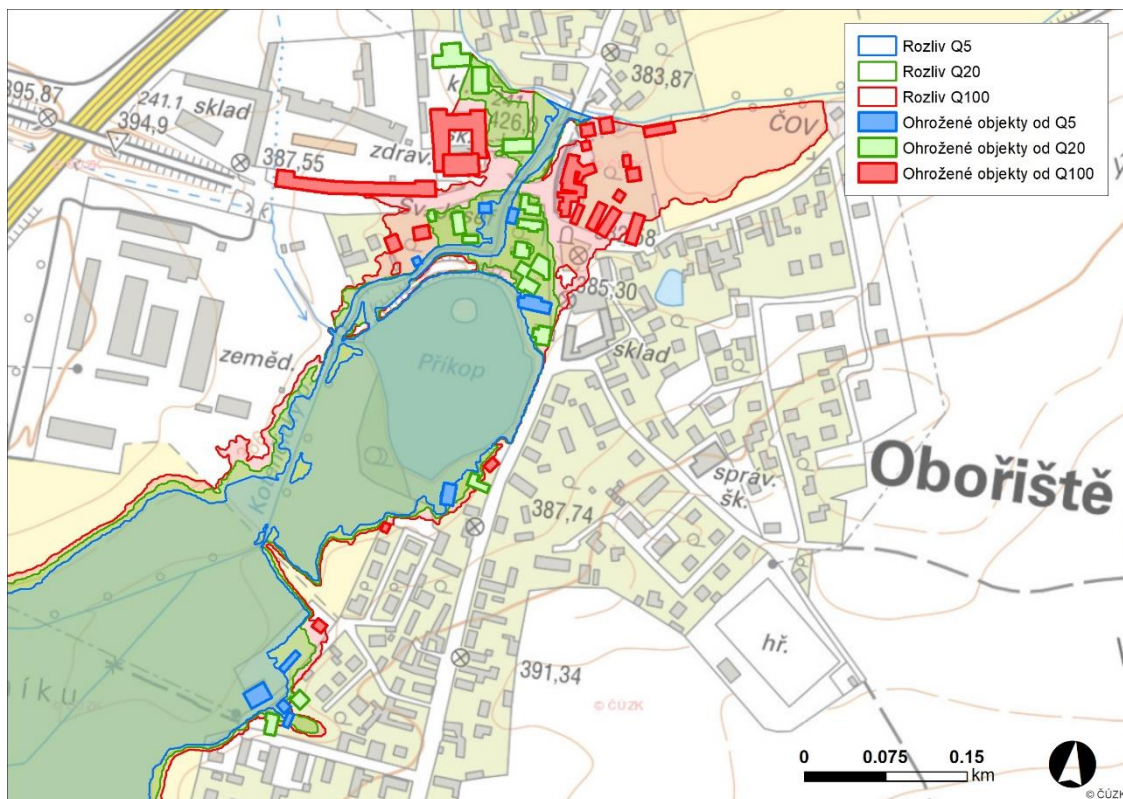 Rozliv Q5
Rozliv Q20
Rozliv Q100
Ohrožené objekty od Q5
Ohrožené objekty od Q20
Ohrožené objekty od Q100
383,87
395,87
241.1
sklad
394,9
387,55
zdrav.
ČOV
385,30
zeměd.
Příkop
sklad
Obořiště
správ.
šk.
387,74
hř.
391,34
níku
© ČÚZK
0 0.075 0.15
km
© ČÚZK